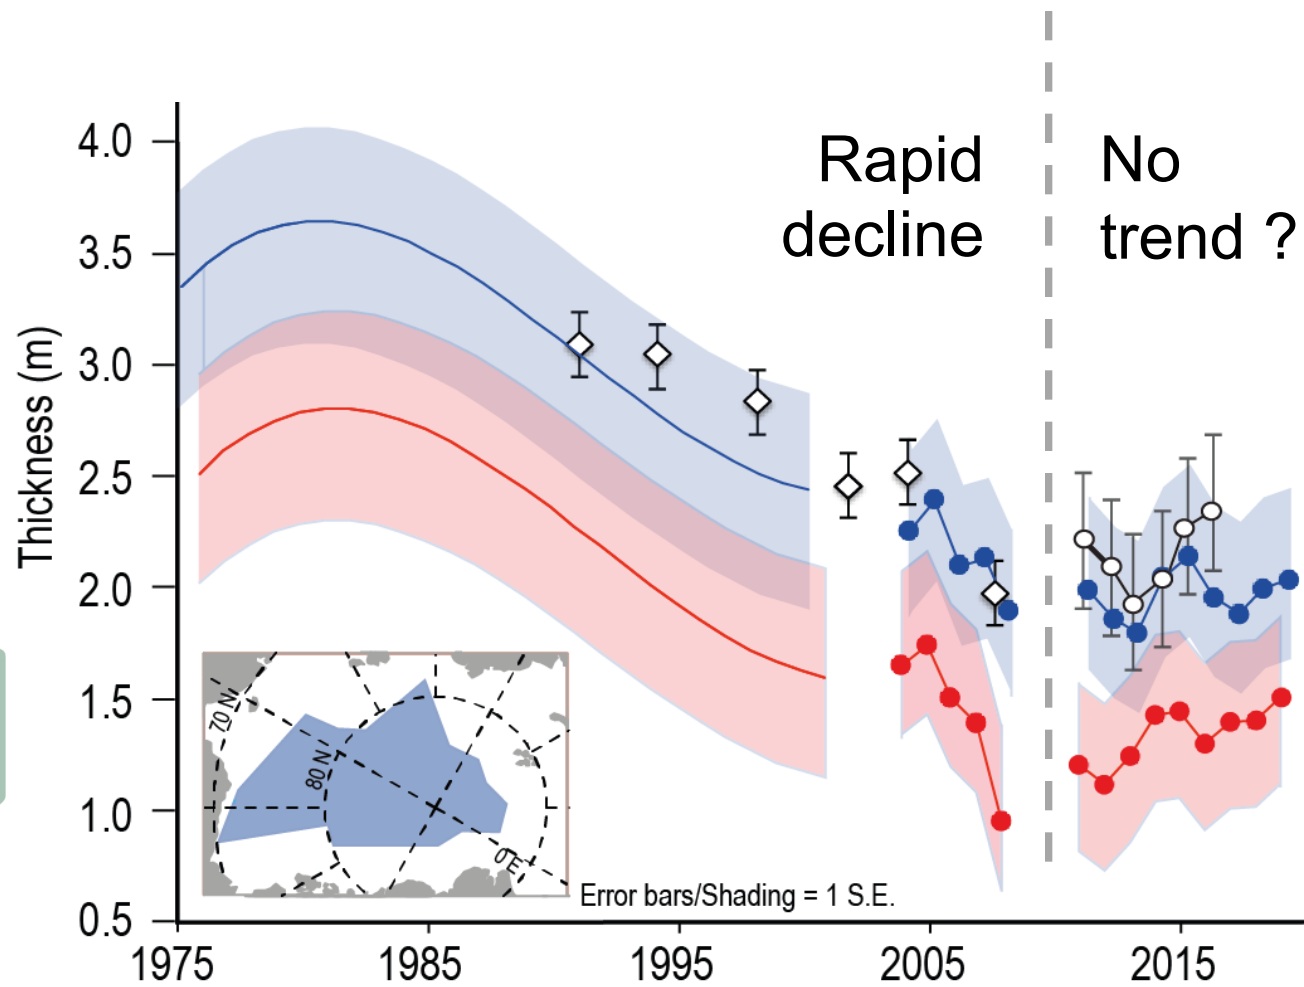 Rapid
decline
No
trend ?
Thickness (m)
4.0
3.5
3.0
2.5
2.0
1.5
1.0
0.5
70 N
80 N
0 E
Error bars/Shading = 1 S.E.
1975
1985
1995
2005
2015